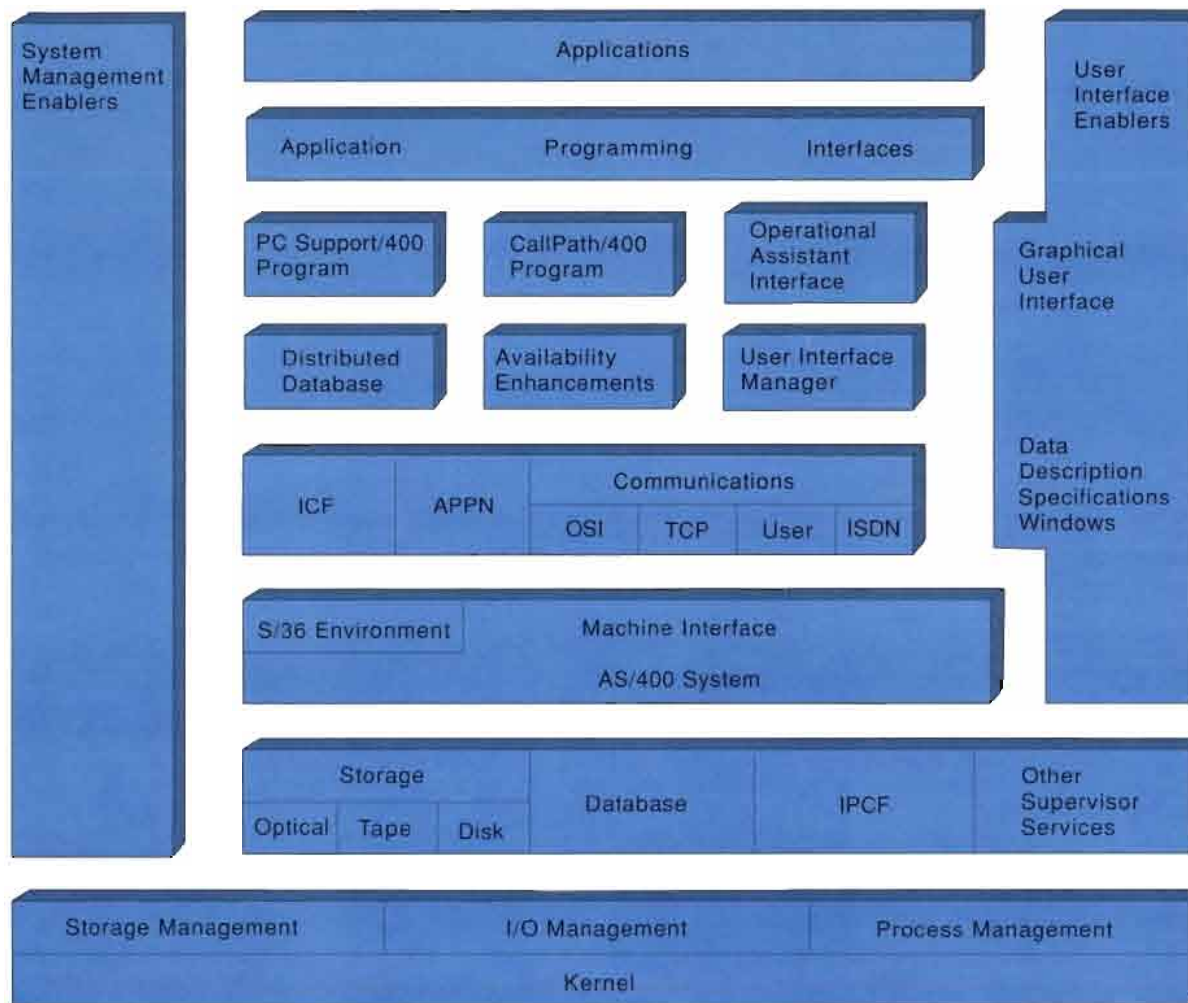 System
Management
Enablers
Applications
User
Interface
Enablers
Application Programming Interfaces
PC Support/400
Program
CallPath/400
Program
Operational
Assistant
Interface
Graphical
User
Interface
Distributed
Database
Availability
Enhancements
User Interface
Manager
Data
Description
Specifications
Windows
ICF
APPN
Communications
OSI
TCP
User
ISDN
S/36 Environment
Machine Interface
AS/400 System
Storage
Optical
Tape
Disk
Database
IPCF
Other
Supervisor
Services
Storage Management
I/O Management
Process Management
Kernel